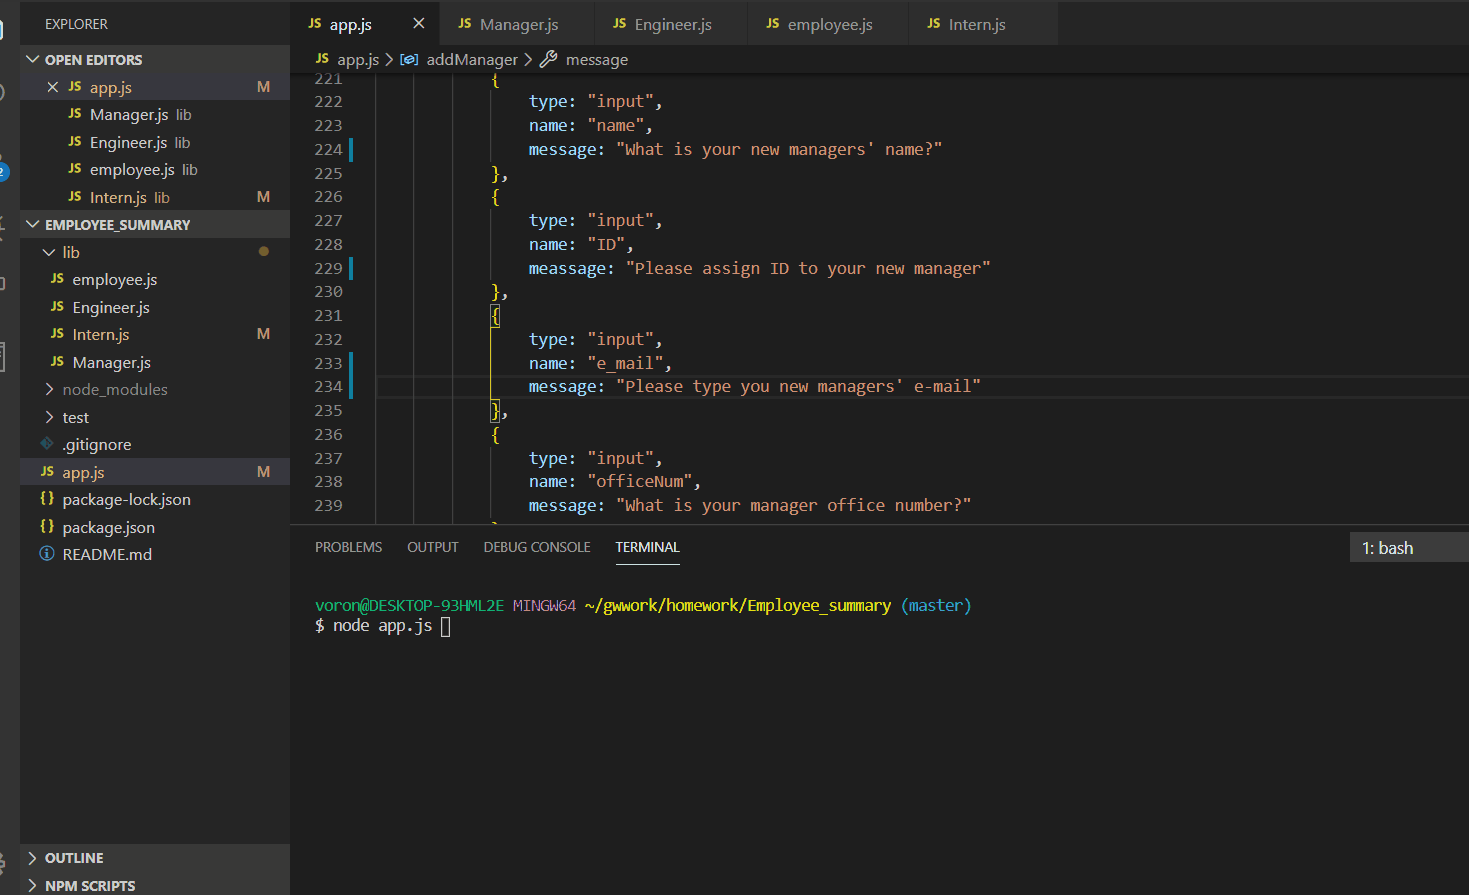 EXPLORER
OPEN EDITORS
JS app.js M
JS Manager.js lib
JS Engineer.js lib
JS employee.js lib
JS Intern.js lib M
EMPLOYEE_SUMMARY
lib
JS employee.js
JS Engineer.js
JS Intern.js M
JS Manager.js
node_modules
test
.gitignore
JS app.js M
{} package-lock.json
{} package.json
README.md
OUTLINE
NPM SCRIPTS
JS app.js JS Manager.js JS Engineer.js JS employee.js JS Intern.js
JS app.js > addManager > message
221 {
222 type: "input",
223 name: "name",
224 message: "What is your new managers' name?"
225 },
226 {
227 type: "input",
228 name: "ID",
229 meassage: "Please assign ID to your new manager"
230 },
231 {
232 type: "input",
233 name: "e_mail",
234 message: "Please type you new managers' e-mail"
235 },
236 {
237 type: "input",
238 name: "officeNum",
239 message: "What is your manager office number?"
PROBLEMS OUTPUT DEBUG CONSOLE TERMINAL 1: bash
voron@DESKTOP-93HML2E MINGW64 ~/gwwork/homework/Employee_summary (master)
$ node app.js